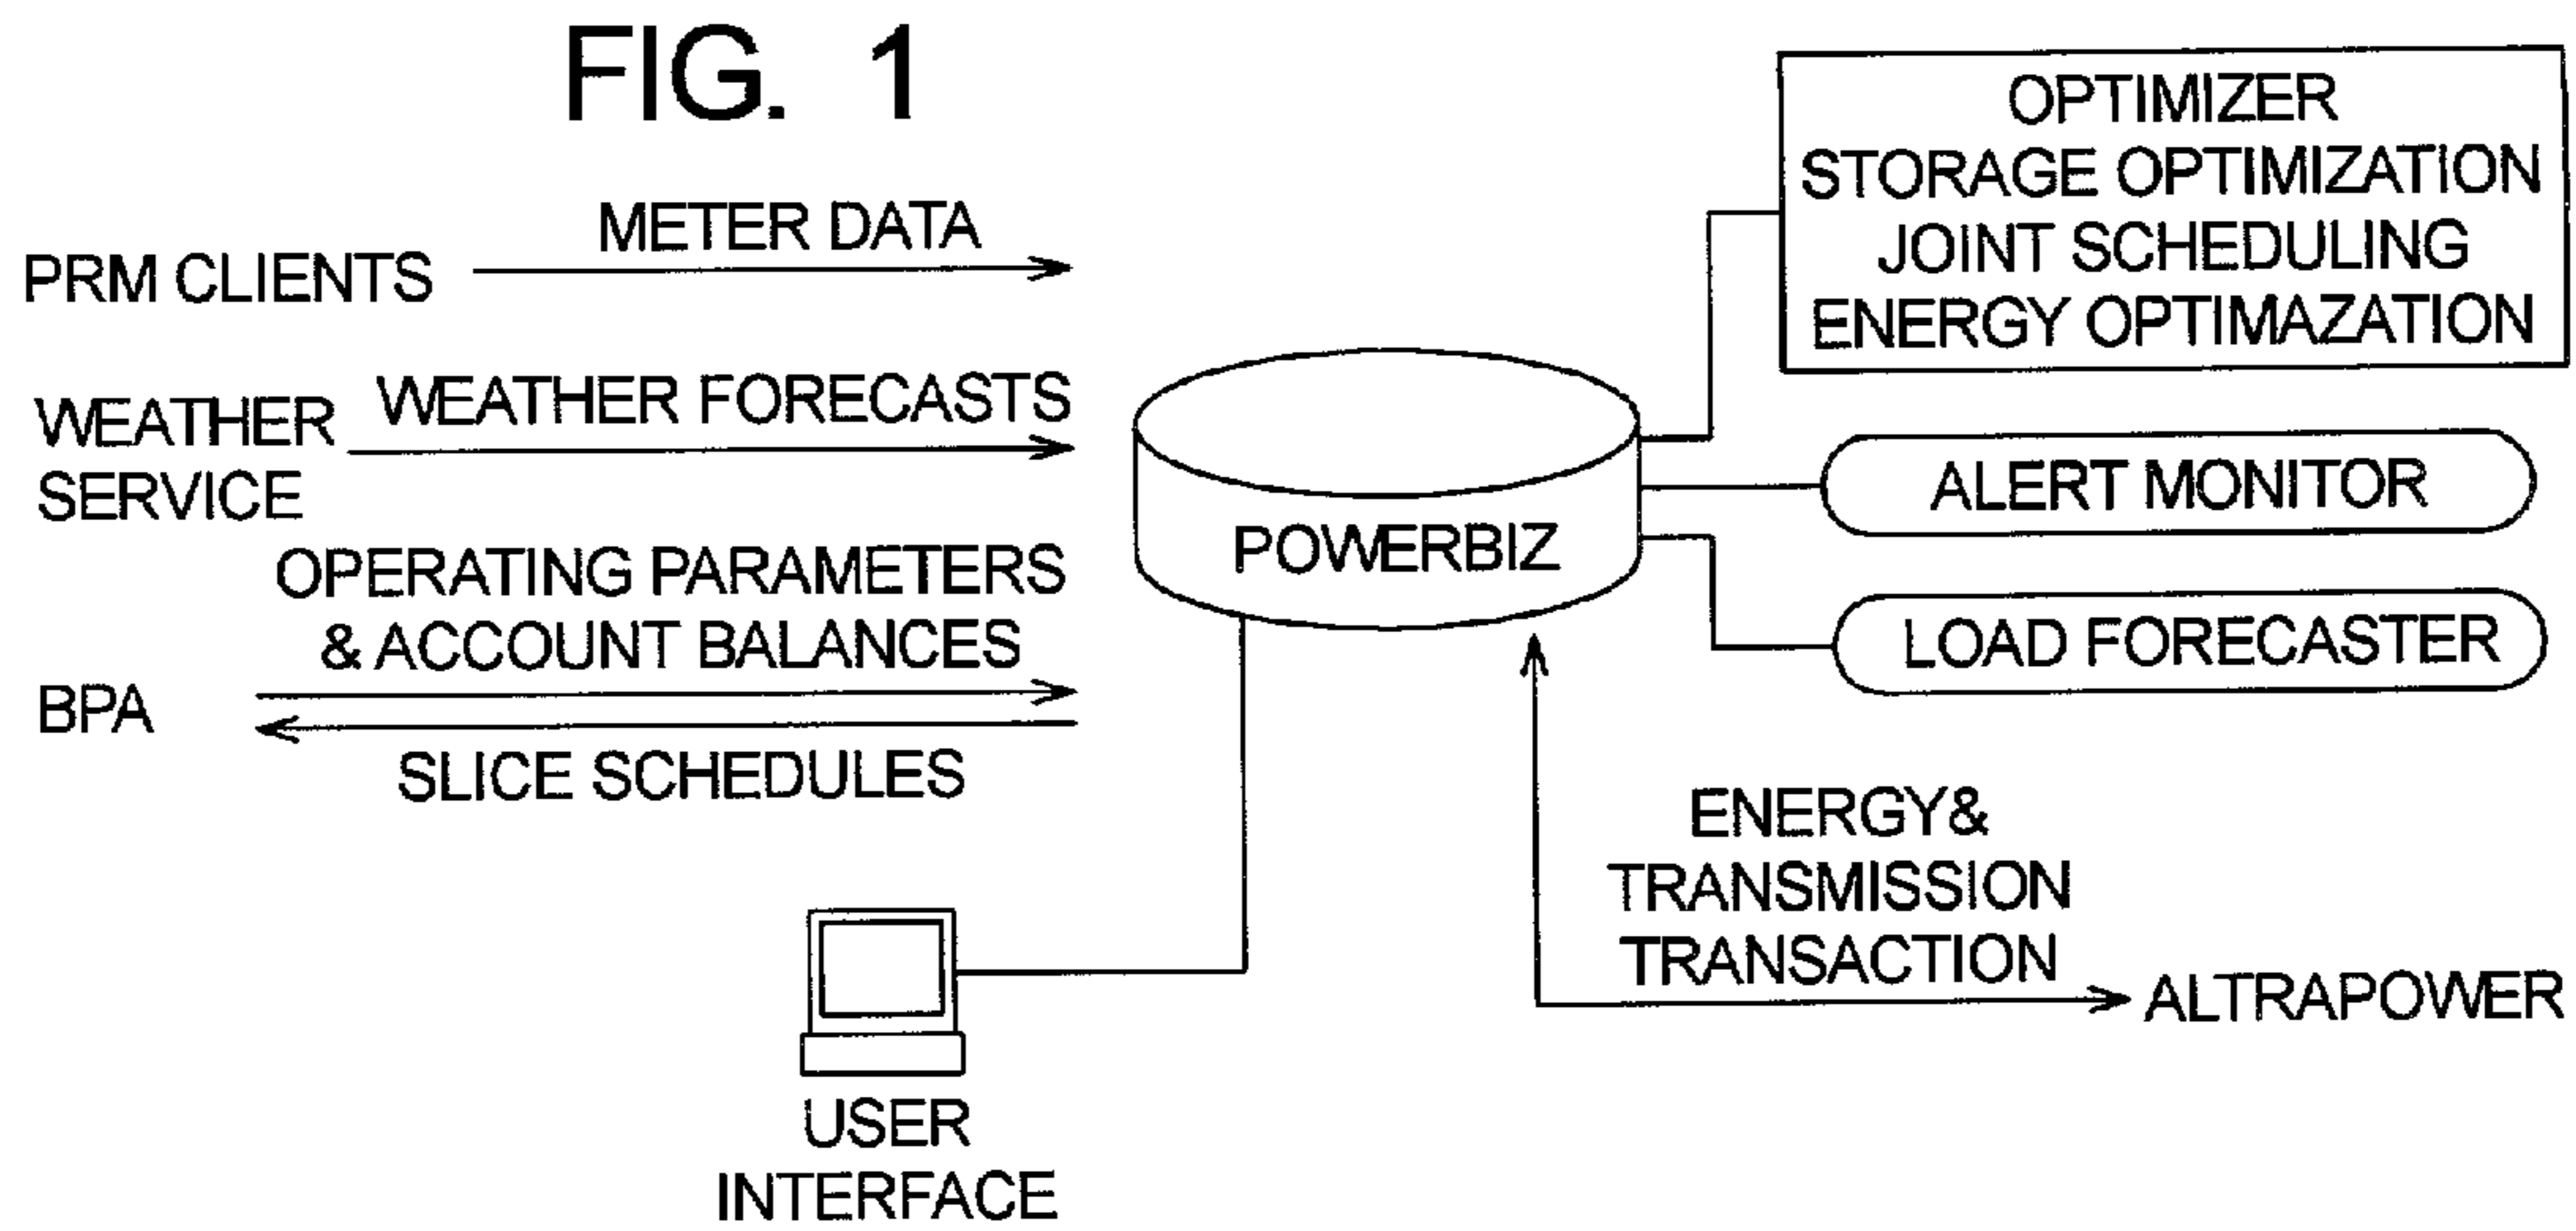 FIG. 1
METER DATA
PRM CLIENTS
WEATHER FORECASTS
WEATHER
SERVICE
OPERATING PARAMETERS
& ACCOUNT BALANCES
BPA
SLICE SCHEDULES
POWERBIZ
OPTIMIZER
STORAGE OPTIMIZATION
JOINT SCHEDULING
ENERGY OPTIMAZATION
ALERT MONITOR
LOAD FORECASTER
ENERGY&
TRANSMISSION
TRANSACTION
ALTRAPOWER
USER
INTERFACE